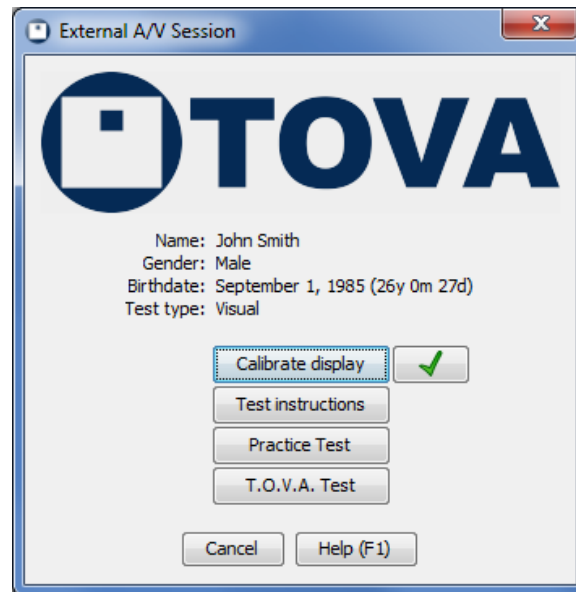 External A/V Session
TOVA
Name: John Smith
Gender: Male
Birthdate: September 1, 1985 (26y 0m 27d)
Test type: Visual
Calibrate display
Test instructions
Practice Test
T.O.V.A. Test
Cancel Help (F1)